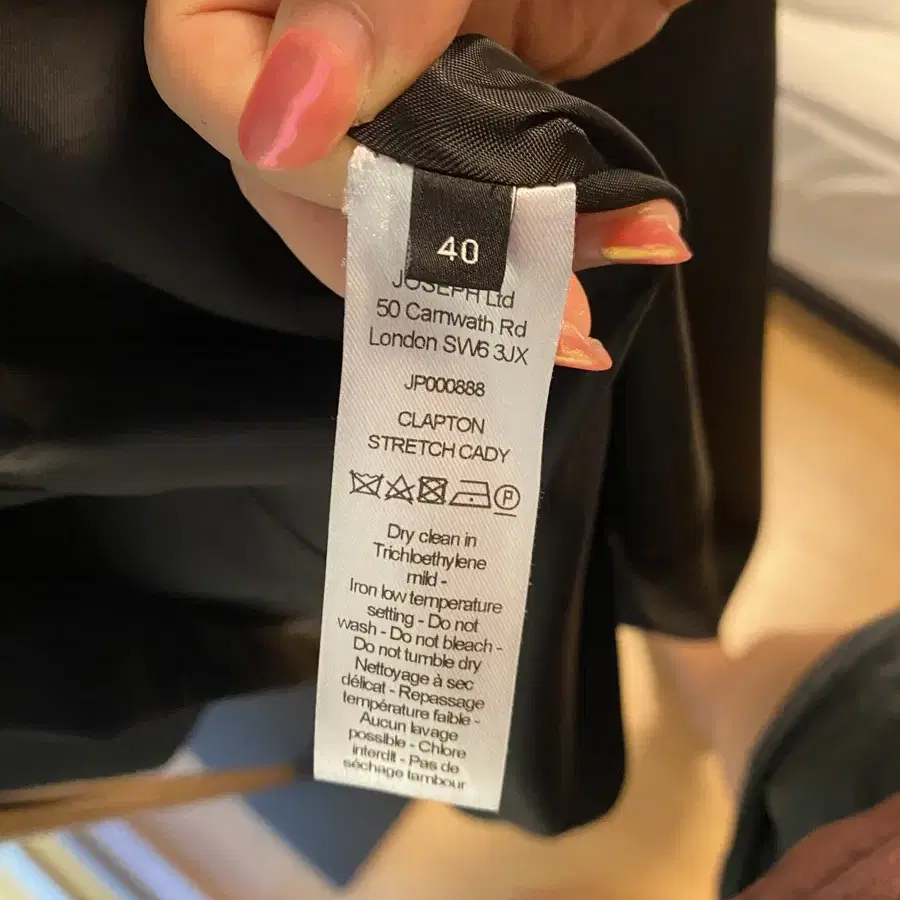 40
JOSEPH Ltd
50 Carnwath Rd
London SW6 3JX
JP000888
CLAPTON
STRETCH CADY
P
Dry clean in
Trichloethylene
mild -
Iron low temperature
setting - Do not
wash - Do not bleach -
Do not tumble dry
Nettoyage à sec
délicat - Repassage
température faible -
Aucun lavage
possible - Chlore
interdit - Pas de
séchage tambour